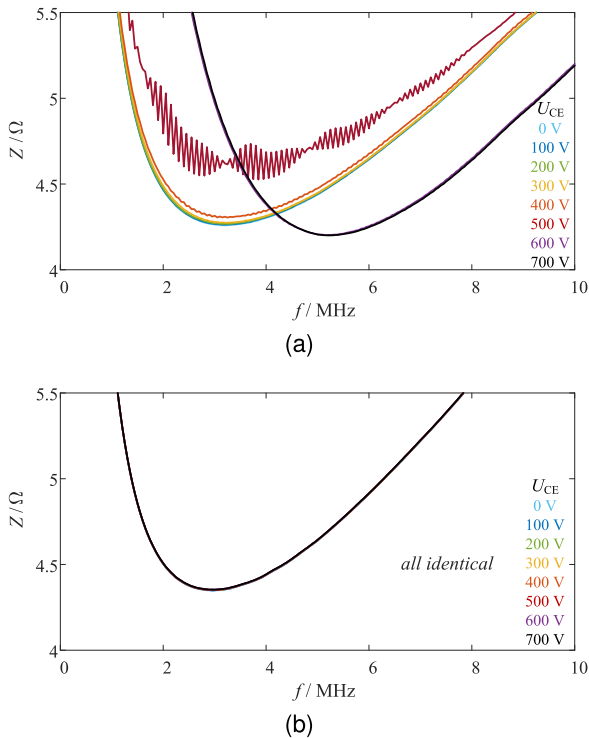 5.5
5
4.5
4
Z / Ω
U_CE
0 V
100 V
200 V
300 V
400 V
500 V
600 V
700 V
0 2 4 6 8 10
f / MHz
(a)
5.5
5
4.5
4
Z / Ω
U_CE
0 V
100 V
200 V
300 V
400 V
500 V
600 V
700 V
all identical
0 2 4 6 8 10
f / MHz
(b)